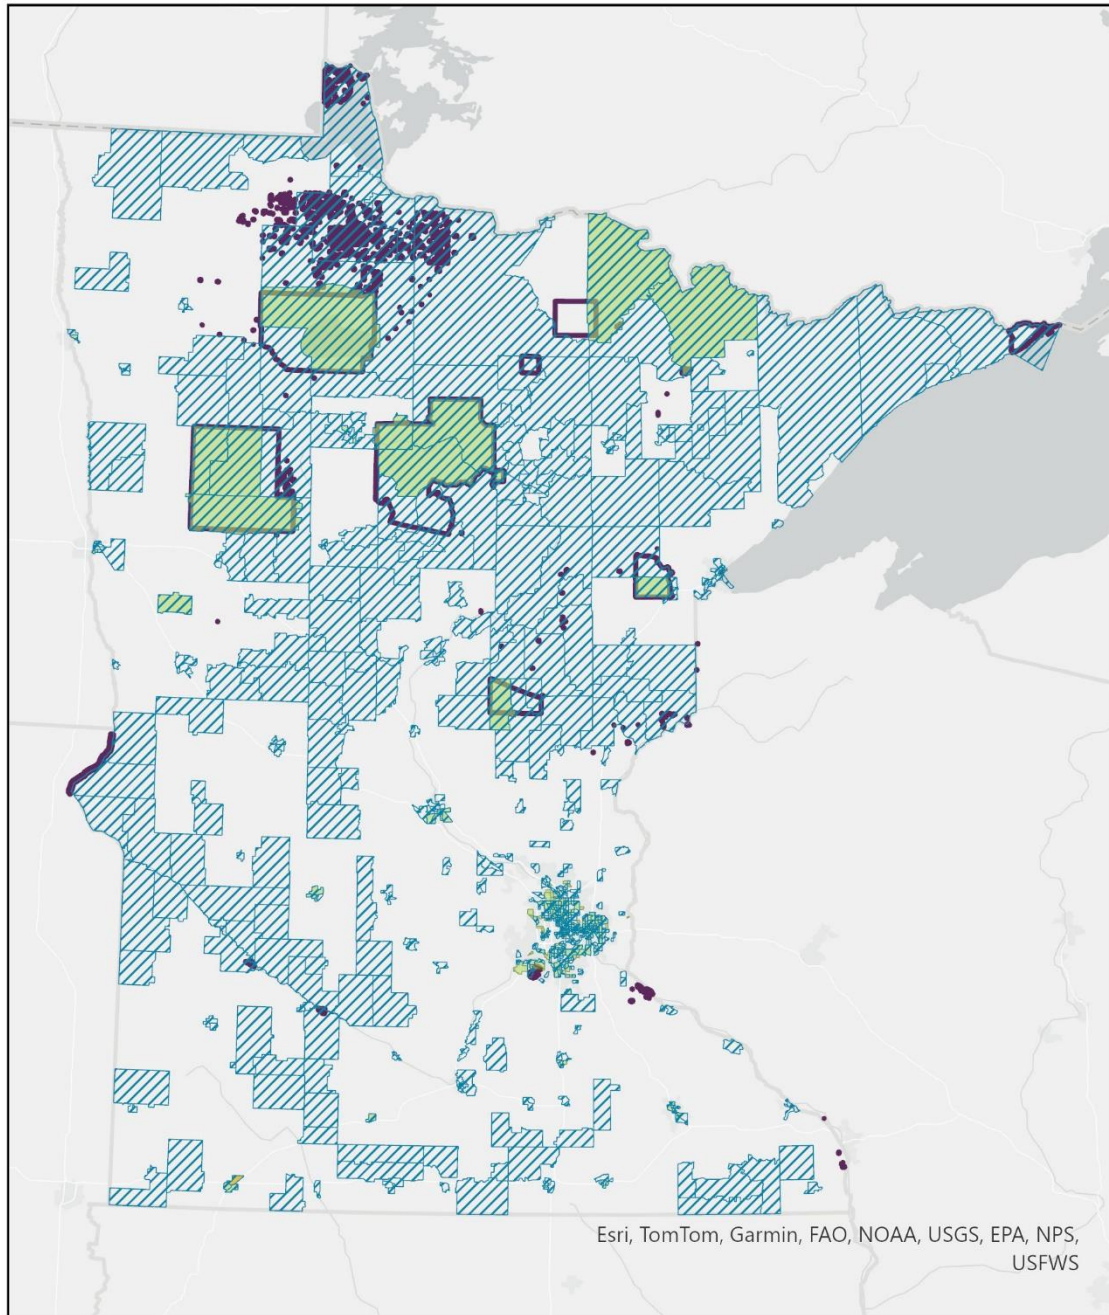 Esri, TomTom, Garmin, FAO, NOAA, USGS, EPA, NPS,
USFWS